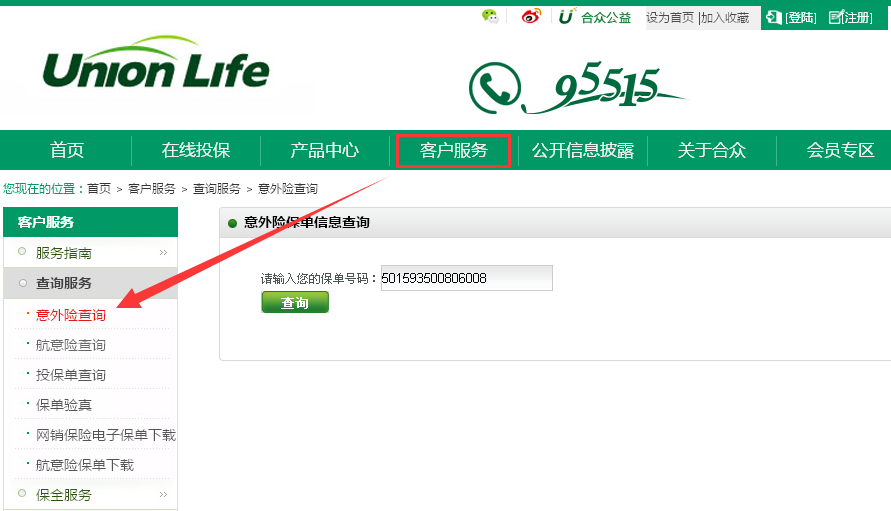 合众公益 设为首页 |加入收藏 [登陆] [注册]
Union Life
95515
首页 在线投保 产品中心 客户服务 公开信息披露 关于合众 会员专区
您现在的位置：首页 > 客户服务 > 查询服务 > 意外险查询
客户服务
服务指南
查询服务
意外险查询
航意险查询
投保单查询
保单验真
网销保险电子保单下载
航意险保单下载
保全服务
意外险保单信息查询
请输入您的保单号码：501593500806008
查询